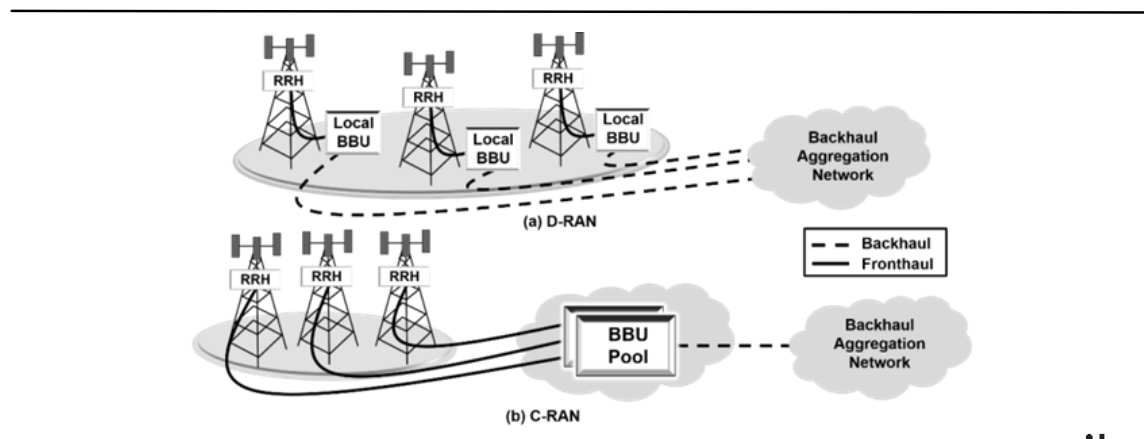 RRH
RRH
RRH
Local
BBU
Local
BBU
Local
BBU
Backhaul
Aggregation
Network
(a) D-RAN
Backhaul
Fronthaul
RRH
RRH
RRH
BBU
Pool
Backhaul
Aggregation
Network
(b) C-RAN